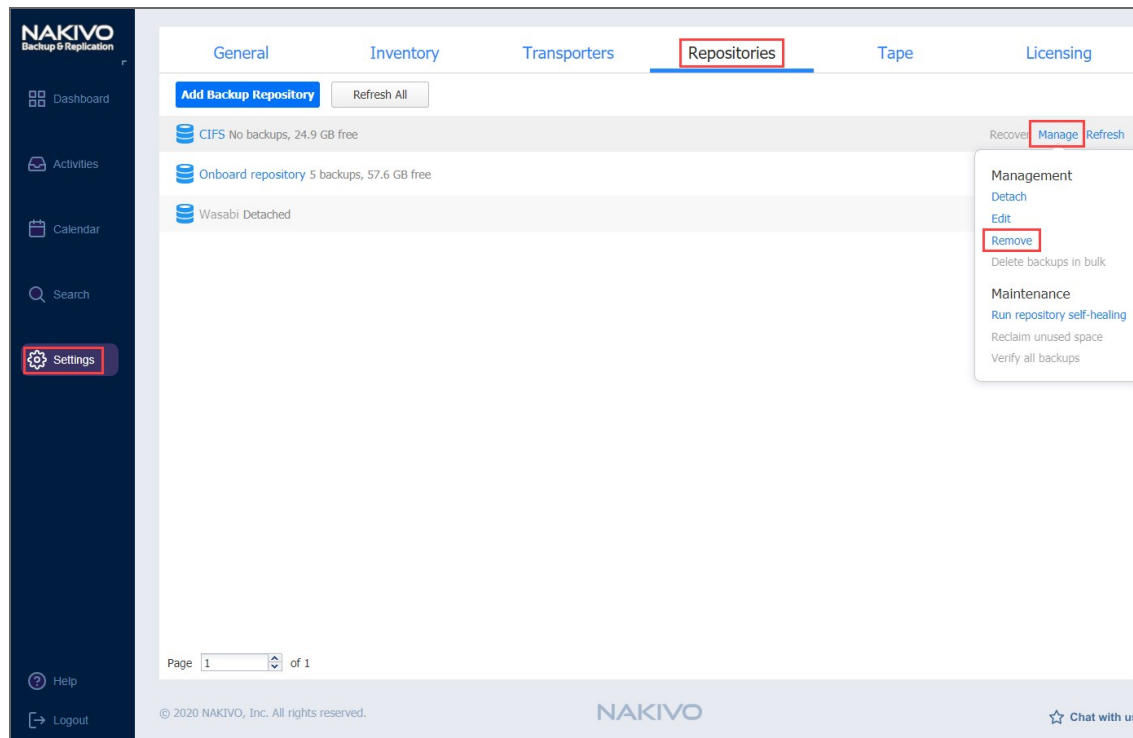 NAKIVO
Backup & Replication
Dashboard
Activities
Calendar
Search
Settings
Help
Logout
General Inventory Transporters Repositories Tape Licensing
Add Backup Repository Refresh All
CIFS No backups, 24.9 GB free Recover Manage Refresh
Onboard repository 5 backups, 57.6 GB free
Wasabi Detached
Management
Detach
Edit
Remove
Delete backups in bulk
Maintenance
Run repository self-healing
Reclaim unused space
Verify all backups
Page 1 of 1
© 2020 NAKIVO, Inc. All rights reserved. NAKIVO Chat with us